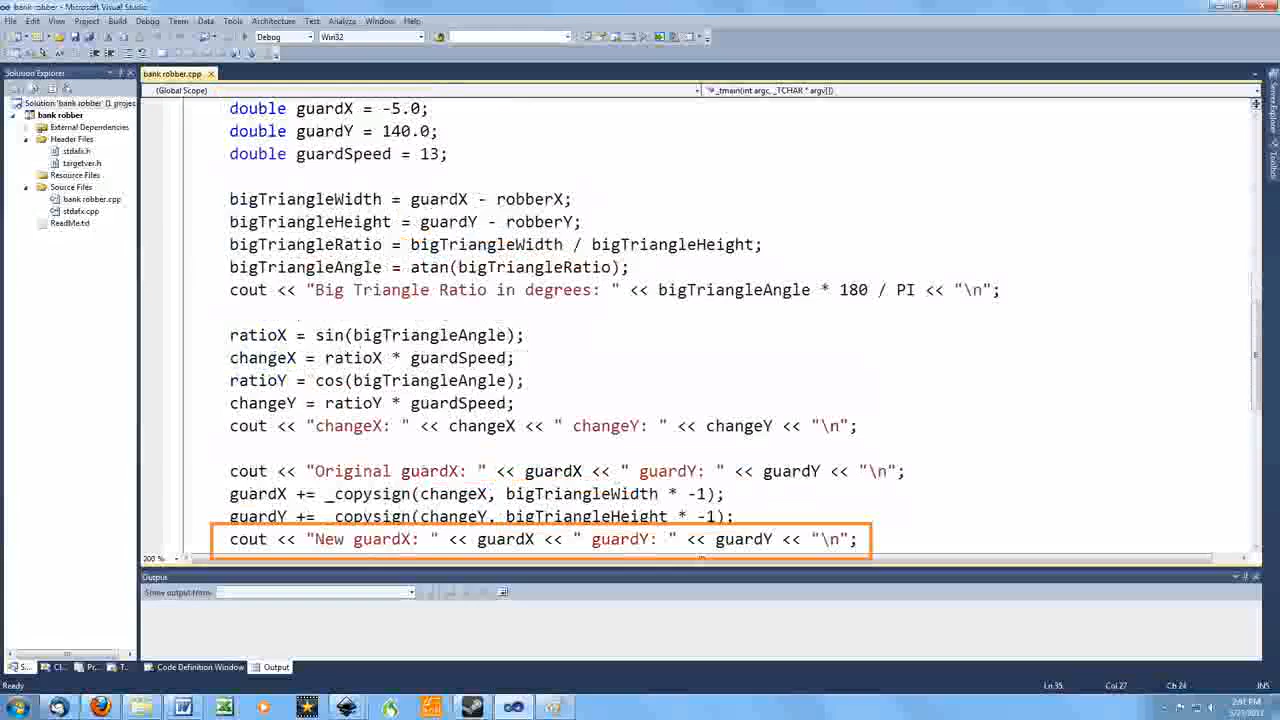 bank robber - Microsoft Visual Studio
File Edit View Project Build Debug Team Data Tools Architecture Test Analyze Window Help
Debug Win32
Solution Explorer
bank robber.cpp
(Global Scope)
_tmain(int argc, _TCHAR * argv[])
Solution 'bank robber' (1 projec
bank robber
External Dependencies
Header Files
stdafx.h
targetver.h
Resource Files
Source Files
bank robber.cpp
stdafx.cpp
ReadMe.txt
double guardX = -5.0;
double guardY = 140.0;
double guardSpeed = 13;
bigTriangleWidth = guardX - robberX;
bigTriangleHeight = guardY - robberY;
bigTriangleRatio = bigTriangleWidth / bigTriangleHeight;
bigTriangleAngle = atan(bigTriangleRatio);
cout << "Big Triangle Ratio in degrees: " << bigTriangleAngle * 180 / PI << "\n";
ratioX = sin(bigTriangleAngle);
changeX = ratioX * guardSpeed;
ratioY = cos(bigTriangleAngle);
changeY = ratioY * guardSpeed;
cout << "changeX: " << changeX << " changeY: " << changeY << "\n";
cout << "Original guardX: " << guardX << " guardY: " << guardY << "\n";
guardX += _copysign(changeX, bigTriangleWidth * -1);
guardY += _copysign(changeY, bigTriangleHeight * -1);
cout << "New guardX: " << guardX << " guardY: " << guardY << "\n";
200 %
Output
Show output from:
Server Explorer
Toolbox
S... Cl... Pr... T...
Code Definition Window Output
Ready
Ln 35 Col 27 Ch 24 INS